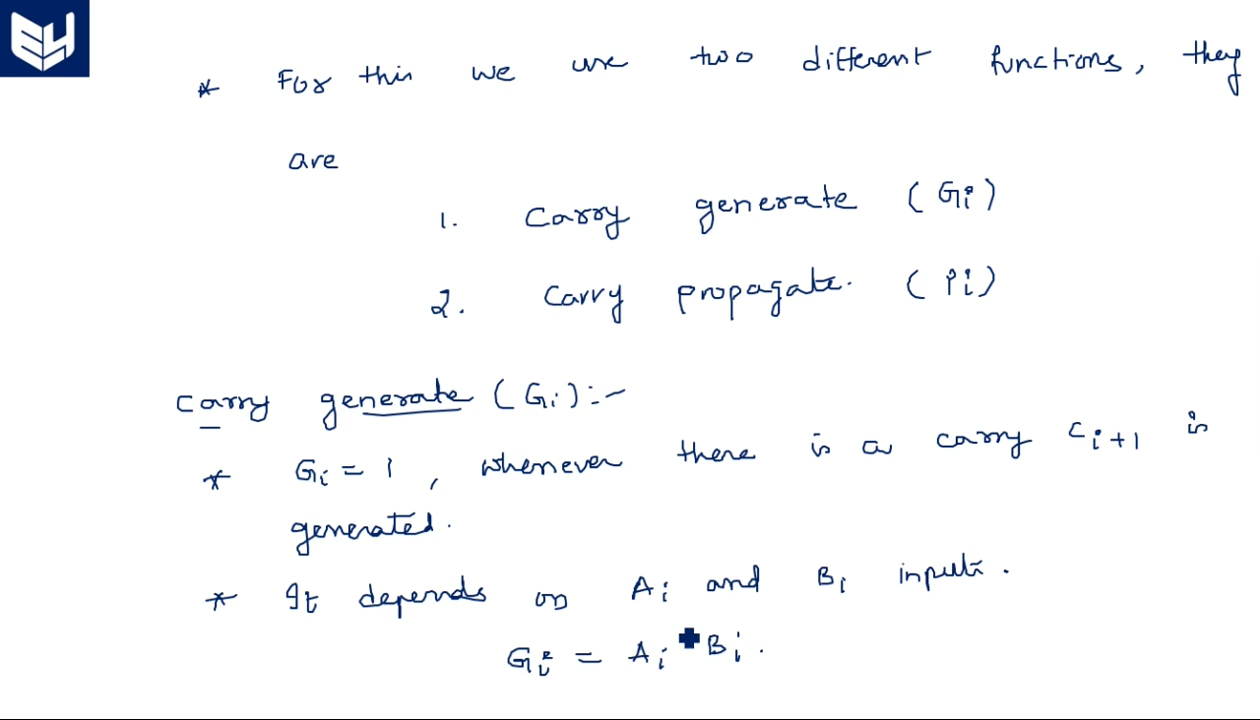 * For this we use two different functions, they
are
1. Carry generate (Gi)
2. Carry propagate. (Pi)
Carry generate (Gi) :-
* Gi = 1, whenever there is a carry Ci+1 is
generated.
* It depends on Ai and Bi inputs.
Gi = Ai Bi.